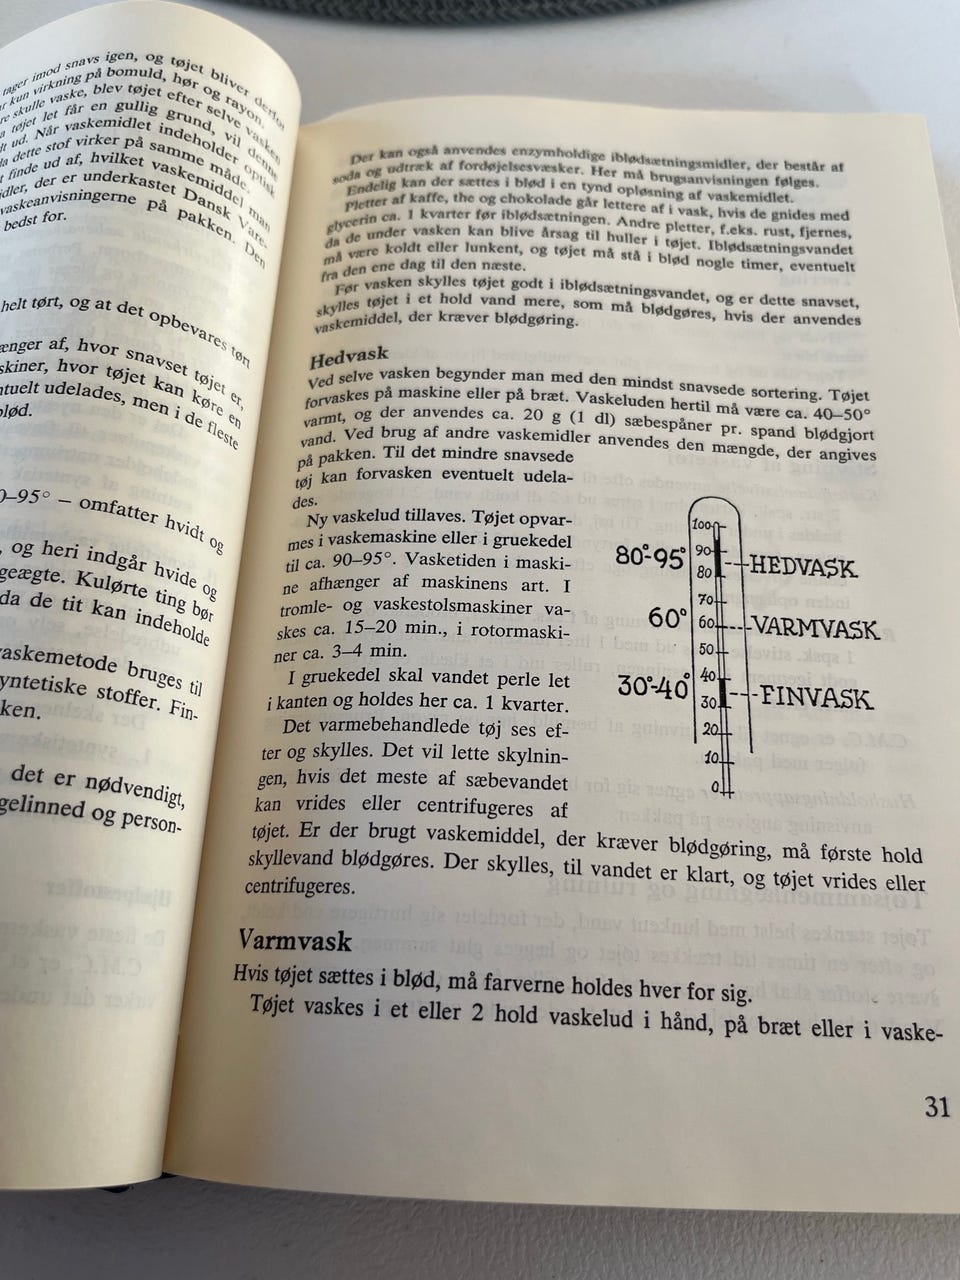 tager imod snavs igen, og tøjet bliver derfor
kun virkning på bomuld, hør og rayon.
skulle vaske, blev tøjet efter selve vasken
tøjet let får en gullig grund, vil denne
ud. Når vaskemidlet indeholder optisk
da dette stof virker på samme måde.
finde ud af, hvilket vaskemiddel man
der er underkastet Dansk Vare-
vaskeanvisningerne på pakken. Den
bedst for.
helt tørt, og at det opbevares tørt
ænger af, hvor snavset tøjet er,
skiner, hvor tøjet kan køre en
ntuelt udelades, men i de fleste
blød.
0–95° – omfatter hvidt og
, og heri indgår hvide og
geægte. Kulørte ting bør
da de tit kan indeholde
vaskemetode bruges til
yntetiske stoffer. Fin-
ken.
det er nødvendigt,
gelinned og person-
Der kan også anvendes enzymholdige iblødsætningsmidler, der består af
soda og udtræk af fordøjelsesvæsker. Her må brugsanvisningen følges.
Endelig kan der sættes i blød i en tynd opløsning af vaskemidlet.
Pletter af kaffe, the og chokolade går lettere af i vask, hvis de gnides med
glycerin ca. 1 kvarter før iblødsætningen. Andre pletter, f.eks. rust, fjernes,
da de under vasken kan blive årsag til huller i tøjet. Iblødsætningsvandet
må være koldt eller lunkent, og tøjet må stå i blød nogle timer, eventuelt
fra den ene dag til den næste.
Før vasken skylles tøjet godt i iblødsætningsvandet, og er dette snavset,
skylles tøjet i et hold vand mere, som må blødgøres, hvis der anvendes
vaskemiddel, der kræver blødgøring.
Hedvask
Ved selve vasken begynder man med den mindst snavsede sortering. Tøjet
forvaskes på maskine eller på bræt. Vaskeluden hertil må være ca. 40–50°
varmt, og der anvendes ca. 20 g (1 dl) sæbespåner pr. spand blødgjort
vand. Ved brug af andre vaskemidler anvendes den mængde, der angives
på pakken. Til det mindre snavsede
tøj kan forvasken eventuelt udela-
des.
Ny vaskelud tillaves. Tøjet opvar-
mes i vaskemaskine eller i gruekedel
til ca. 90–95°. Vasketiden i maski-
ne afhænger af maskinens art. I
tromle- og vaskestolsmaskiner va-
skes ca. 15–20 min., i rotormaski-
ner ca. 3–4 min.
I gruekedel skal vandet perle let
i kanten og holdes her ca. 1 kvarter.
Det varmebehandlede tøj ses ef-
ter og skylles. Det vil lette skylnin-
gen, hvis det meste af sæbevandet
kan vrides eller centrifugeres af
tøjet. Er der brugt vaskemiddel, der kræver blødgøring, må første hold
skyllevand blødgøres. Der skylles, til vandet er klart, og tøjet vrides eller
centrifugeres.
100
90
80
70
60
50
40
30
20
10
0
80°-95° HEDVASK
60° VARMVASK
30°-40° FINVASK
Varmvask
Hvis tøjet sættes i blød, må farverne holdes hver for sig.
Tøjet vaskes i et eller 2 hold vaskelud i hånd, på bræt eller i vaske-
31